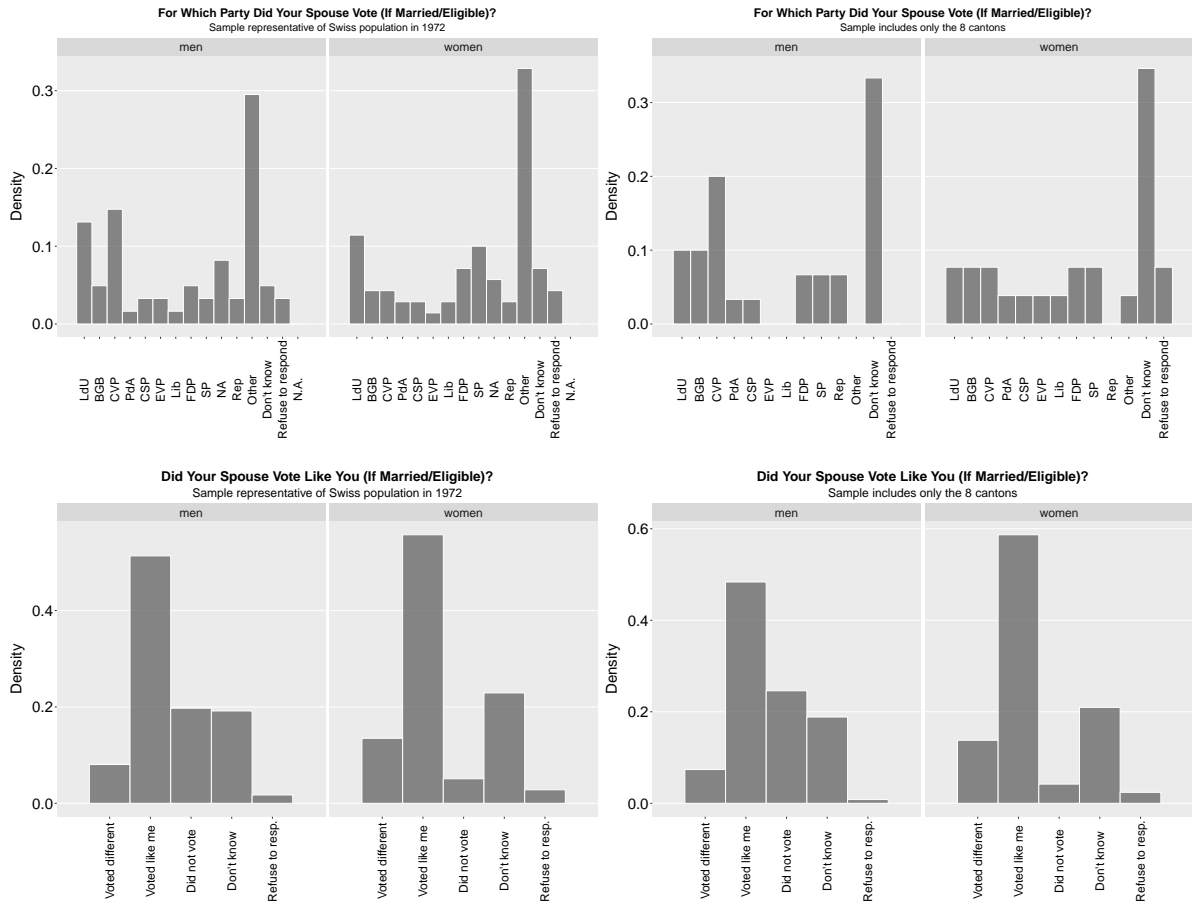 For Which Party Did Your Spouse Vote (If Married/Eligible)?
Sample representative of Swiss population in 1972
men
women
Density
0.3
0.2
0.1
0.0
LdU
BGB
CVP
PdA
CSP
EVP
Lib
FDP
SP
NA
Rep
Other
Don't know
Refuse to respond
N.A.
LdU
BGB
CVP
PdA
CSP
EVP
Lib
FDP
SP
NA
Rep
Other
Don't know
Refuse to respond
N.A.
For Which Party Did Your Spouse Vote (If Married/Eligible)?
Sample includes only the 8 cantons
men
women
Density
0.3
0.2
0.1
0.0
LdU
BGB
CVP
PdA
CSP
EVP
Lib
FDP
SP
Rep
Other
Don't know
Refuse to respond
LdU
BGB
CVP
PdA
CSP
EVP
Lib
FDP
SP
Rep
Other
Don't know
Refuse to respond
Did Your Spouse Vote Like You (If Married/Eligible)?
Sample representative of Swiss population in 1972
men
women
Density
0.4
0.2
0.0
Voted different
Voted like me
Did not vote
Don't know
Refuse to resp.
Voted different
Voted like me
Did not vote
Don't know
Refuse to resp.
Did Your Spouse Vote Like You (If Married/Eligible)?
Sample includes only the 8 cantons
men
women
Density
0.6
0.4
0.2
0.0
Voted different
Voted like me
Did not vote
Don't know
Refuse to resp.
Voted different
Voted like me
Did not vote
Don't know
Refuse to resp.